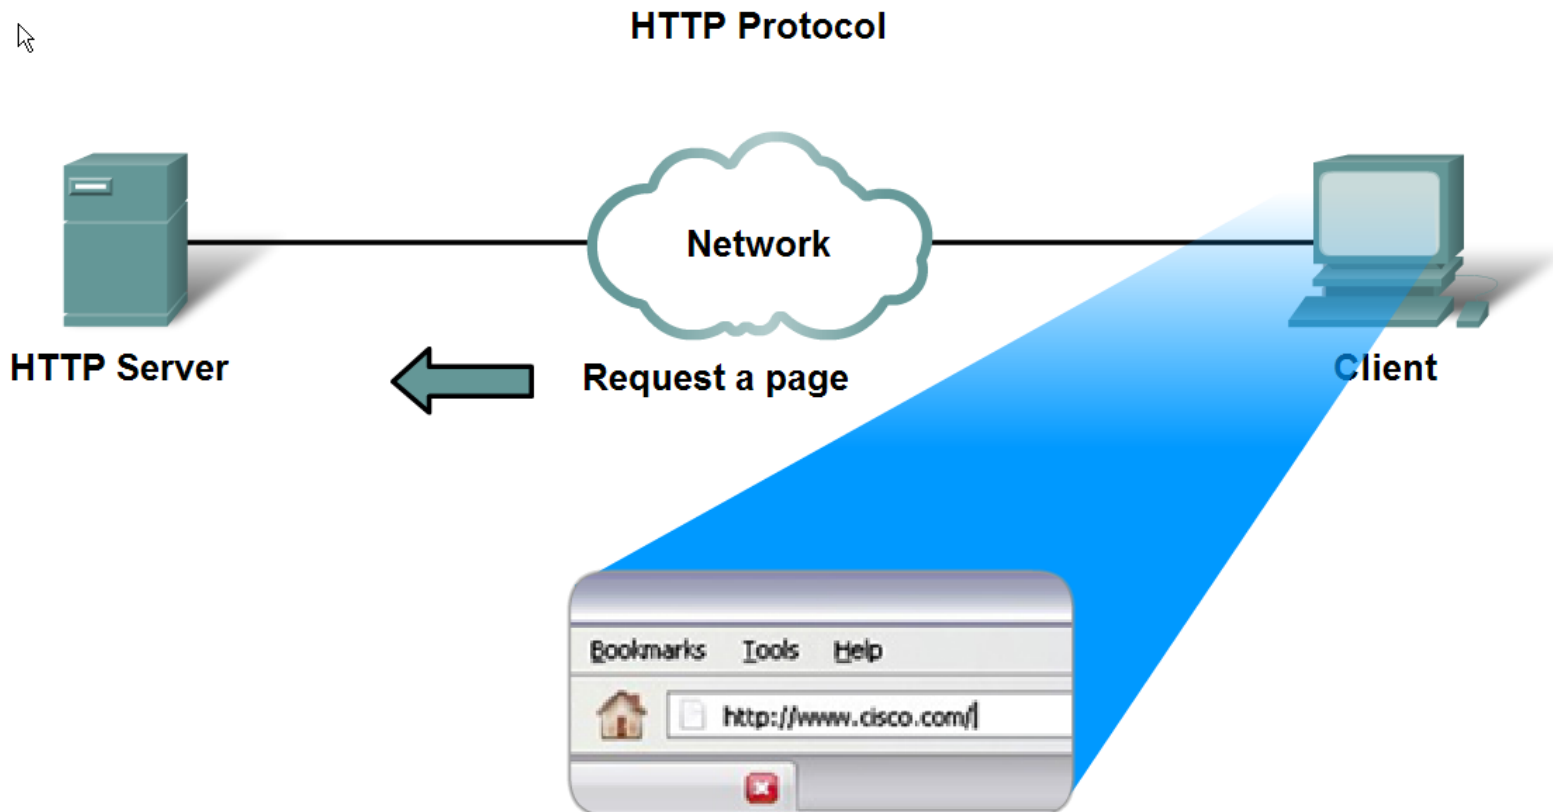 HTTP Protocol
Network
HTTP Server
Request a page
Client
Bookmarks Tools Help
http://www.cisco.com/